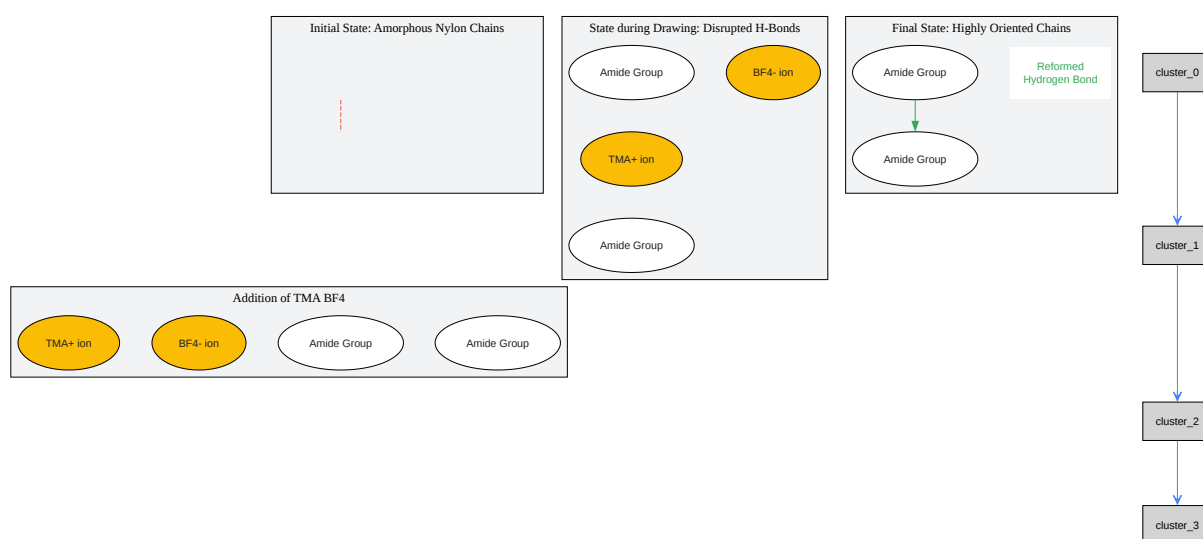 Initial State: Amorphous Nylon Chains
State during Drawing: Disrupted H-Bonds
Amide Group
BF4- ion
TMA+ ion
Amide Group
Final State: Highly Oriented Chains
Amide Group
Reformed
Hydrogen Bond
Amide Group
Addition of TMA BF4
TMA+ ion
BF4- ion
Amide Group
Amide Group
cluster_0
cluster_1
cluster_2
cluster_3